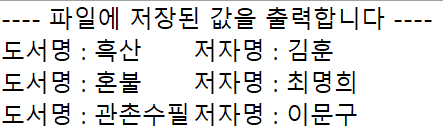 ---- 파일에 저장된 값을 출력합니다 ----
도서명 : 흑산 저자명 : 김훈
도서명 : 혼불 저자명 : 최명희
도서명 : 관촌수필 저자명 : 이문구